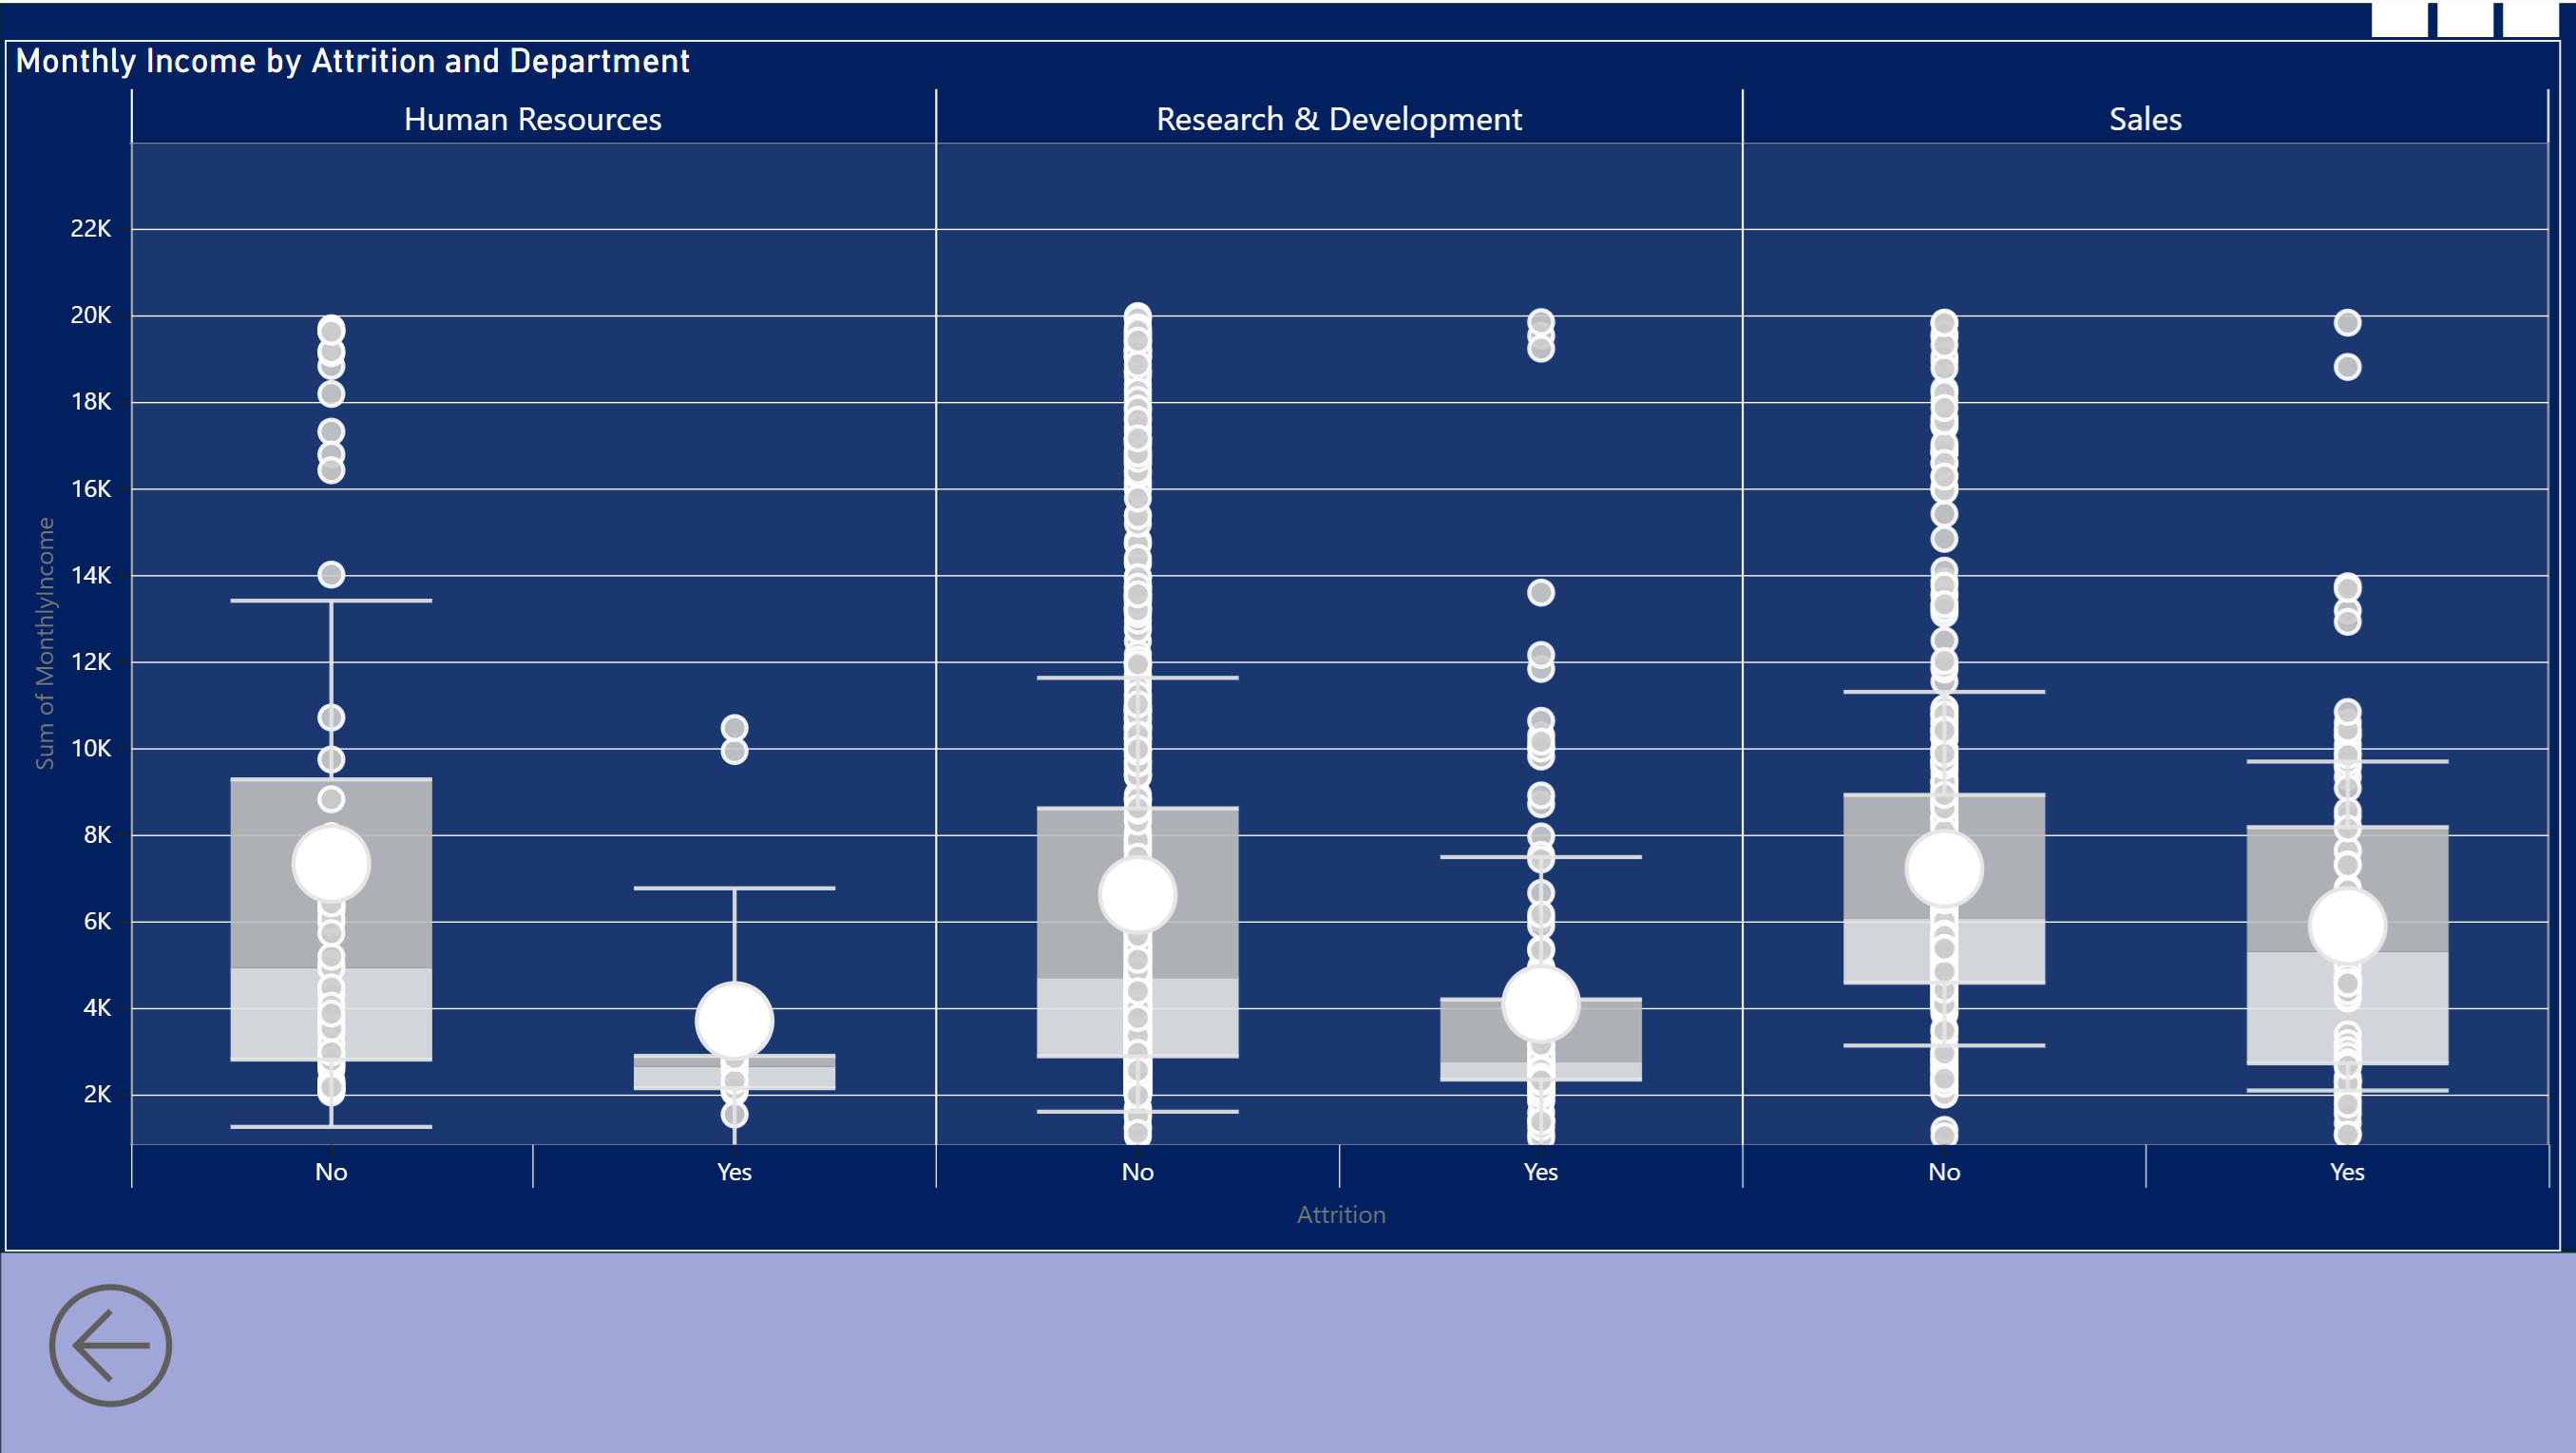 Monthly Income by Attrition and Department
Human Resources
Research & Development
Sales
22K
20K
18K
16K
14K
12K
10K
8K
6K
4K
2K
Sum of MonthlyIncome
No
Yes
No
Yes
No
Yes
Attrition